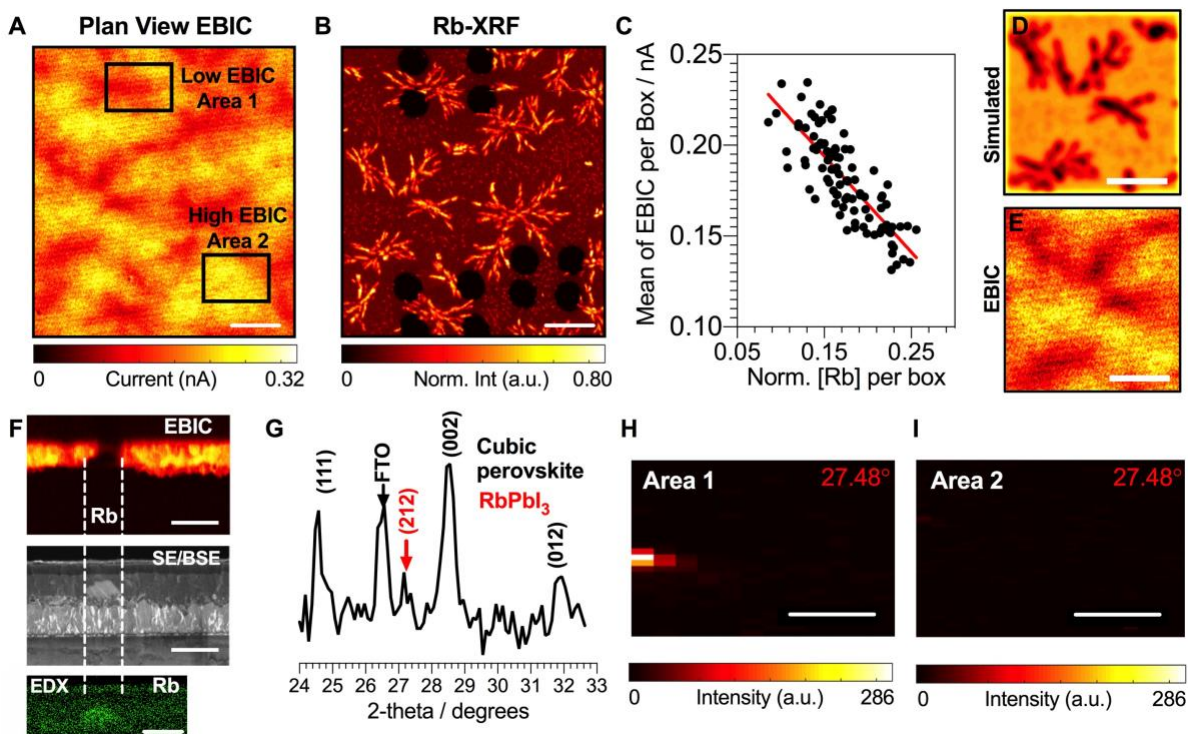 A
Plan View EBIC
Low EBIC
Area 1
High EBIC
Area 2
0
Current (nA)
0.32
B
Rb-XRF
0
Norm. Int (a.u.)
0.80
C
Mean of EBIC per Box / nA
0.25
0.20
0.15
0.10
0.05
0.15
0.25
Norm. [Rb] per box
D
Simulated
E
EBIC
F
EBIC
Rb
SE/BSE
EDX
Rb
G
(111)
FTO
(212)
(002)
(012)
Cubic
perovskite
RbPbI₃
24 25 26 27 28 29 30 31 32 33
2-theta / degrees
H
Area 1
27.48°
0
Intensity (a.u.)
286
I
Area 2
27.48°
0
Intensity (a.u.)
286